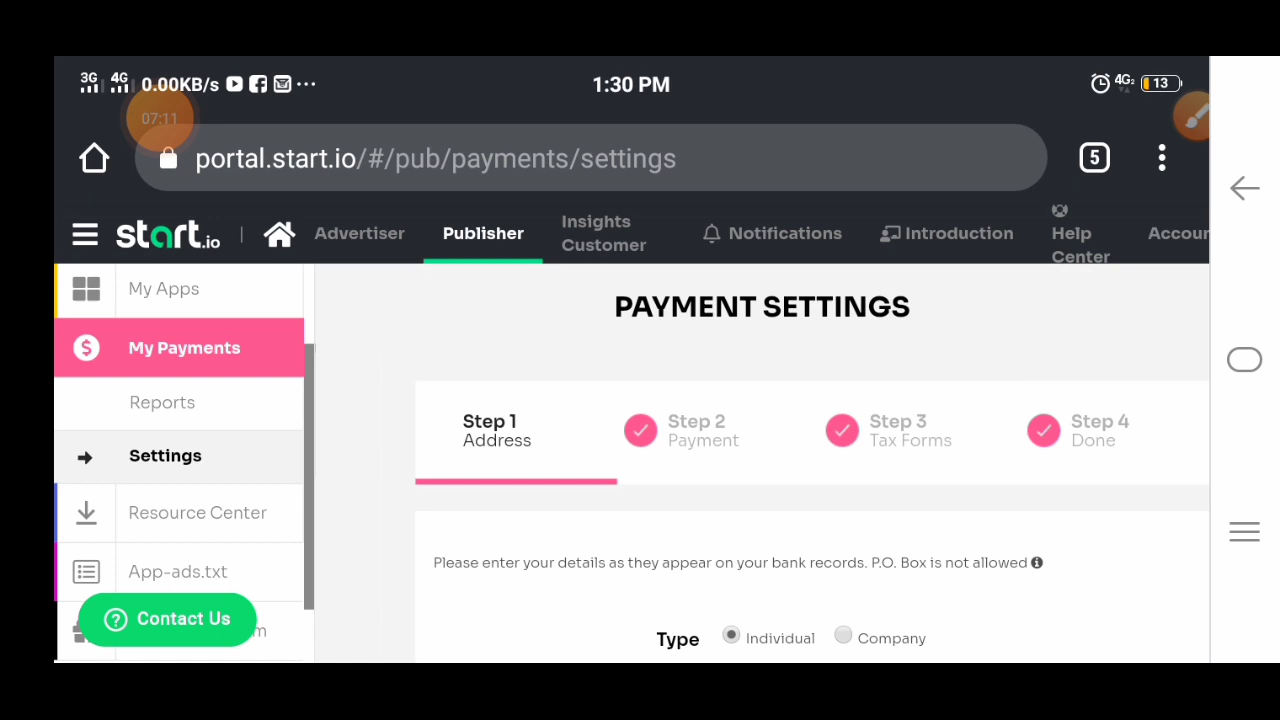 3G 4G 0.00KB/s ... 1:30 PM 4G2 13
07:11
portal.start.io/#/pub/payments/settings 5
start.io | Advertiser Publisher Insights Customer Notifications Introduction Help Center Accoun
My Apps
PAYMENT SETTINGS
My Payments
Reports
Step 1 Step 2 Step 3 Step 4
Address Payment Tax Forms Done
Settings
Resource Center
Please enter your details as they appear on your bank records. P.O. Box is not allowed
App-ads.txt
Contact Us
Type Individual Company